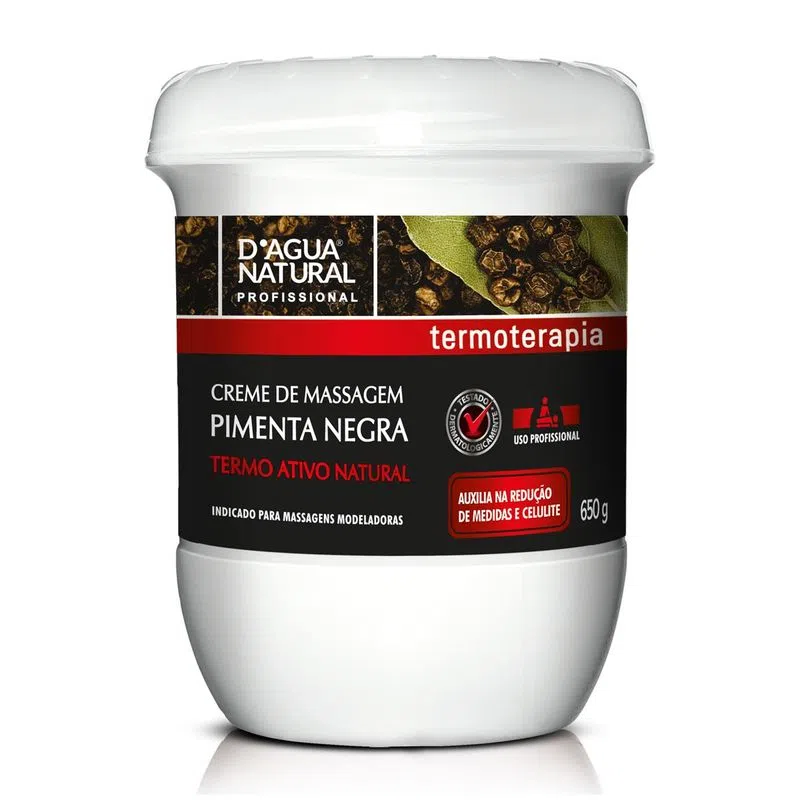 D'AGUA®
NATURAL
PROFISSIONAL
termoterapia
CREME DE MASSAGEM
PIMENTA NEGRA
TERMO ATIVO NATURAL
INDICADO PARA MASSAGENS MODELADORAS
TESTADO
DERMATOLOGICAMENTE
USO PROFISSIONAL
AUXILIA NA REDUÇÃO
DE MEDIDAS E CELULITE
650 g